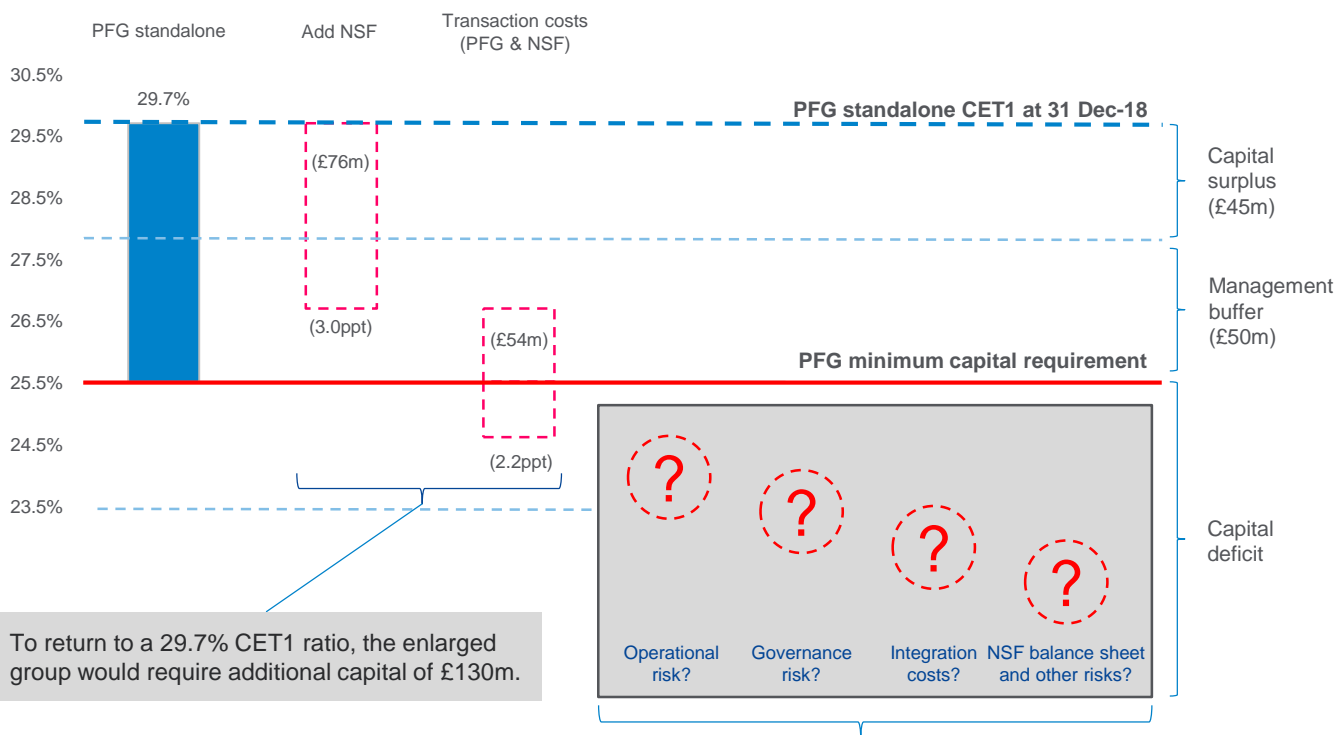 PFG standalone
Add NSF
Transaction costs
(PFG & NSF)
30.5%
29.5%
28.5%
27.5%
26.5%
25.5%
24.5%
23.5%
29.7%
PFG standalone CET1 at 31 Dec-18
(£76m)
(3.0ppt)
(£54m)
(2.2ppt)
PFG minimum capital requirement
Capital
surplus
(£45m)
Management
buffer
(£50m)
Capital
deficit
?
?
?
?
Operational
risk?
Governance
risk?
Integration
costs?
NSF balance sheet
and other risks?
To return to a 29.7% CET1 ratio, the enlarged
group would require additional capital of £130m.